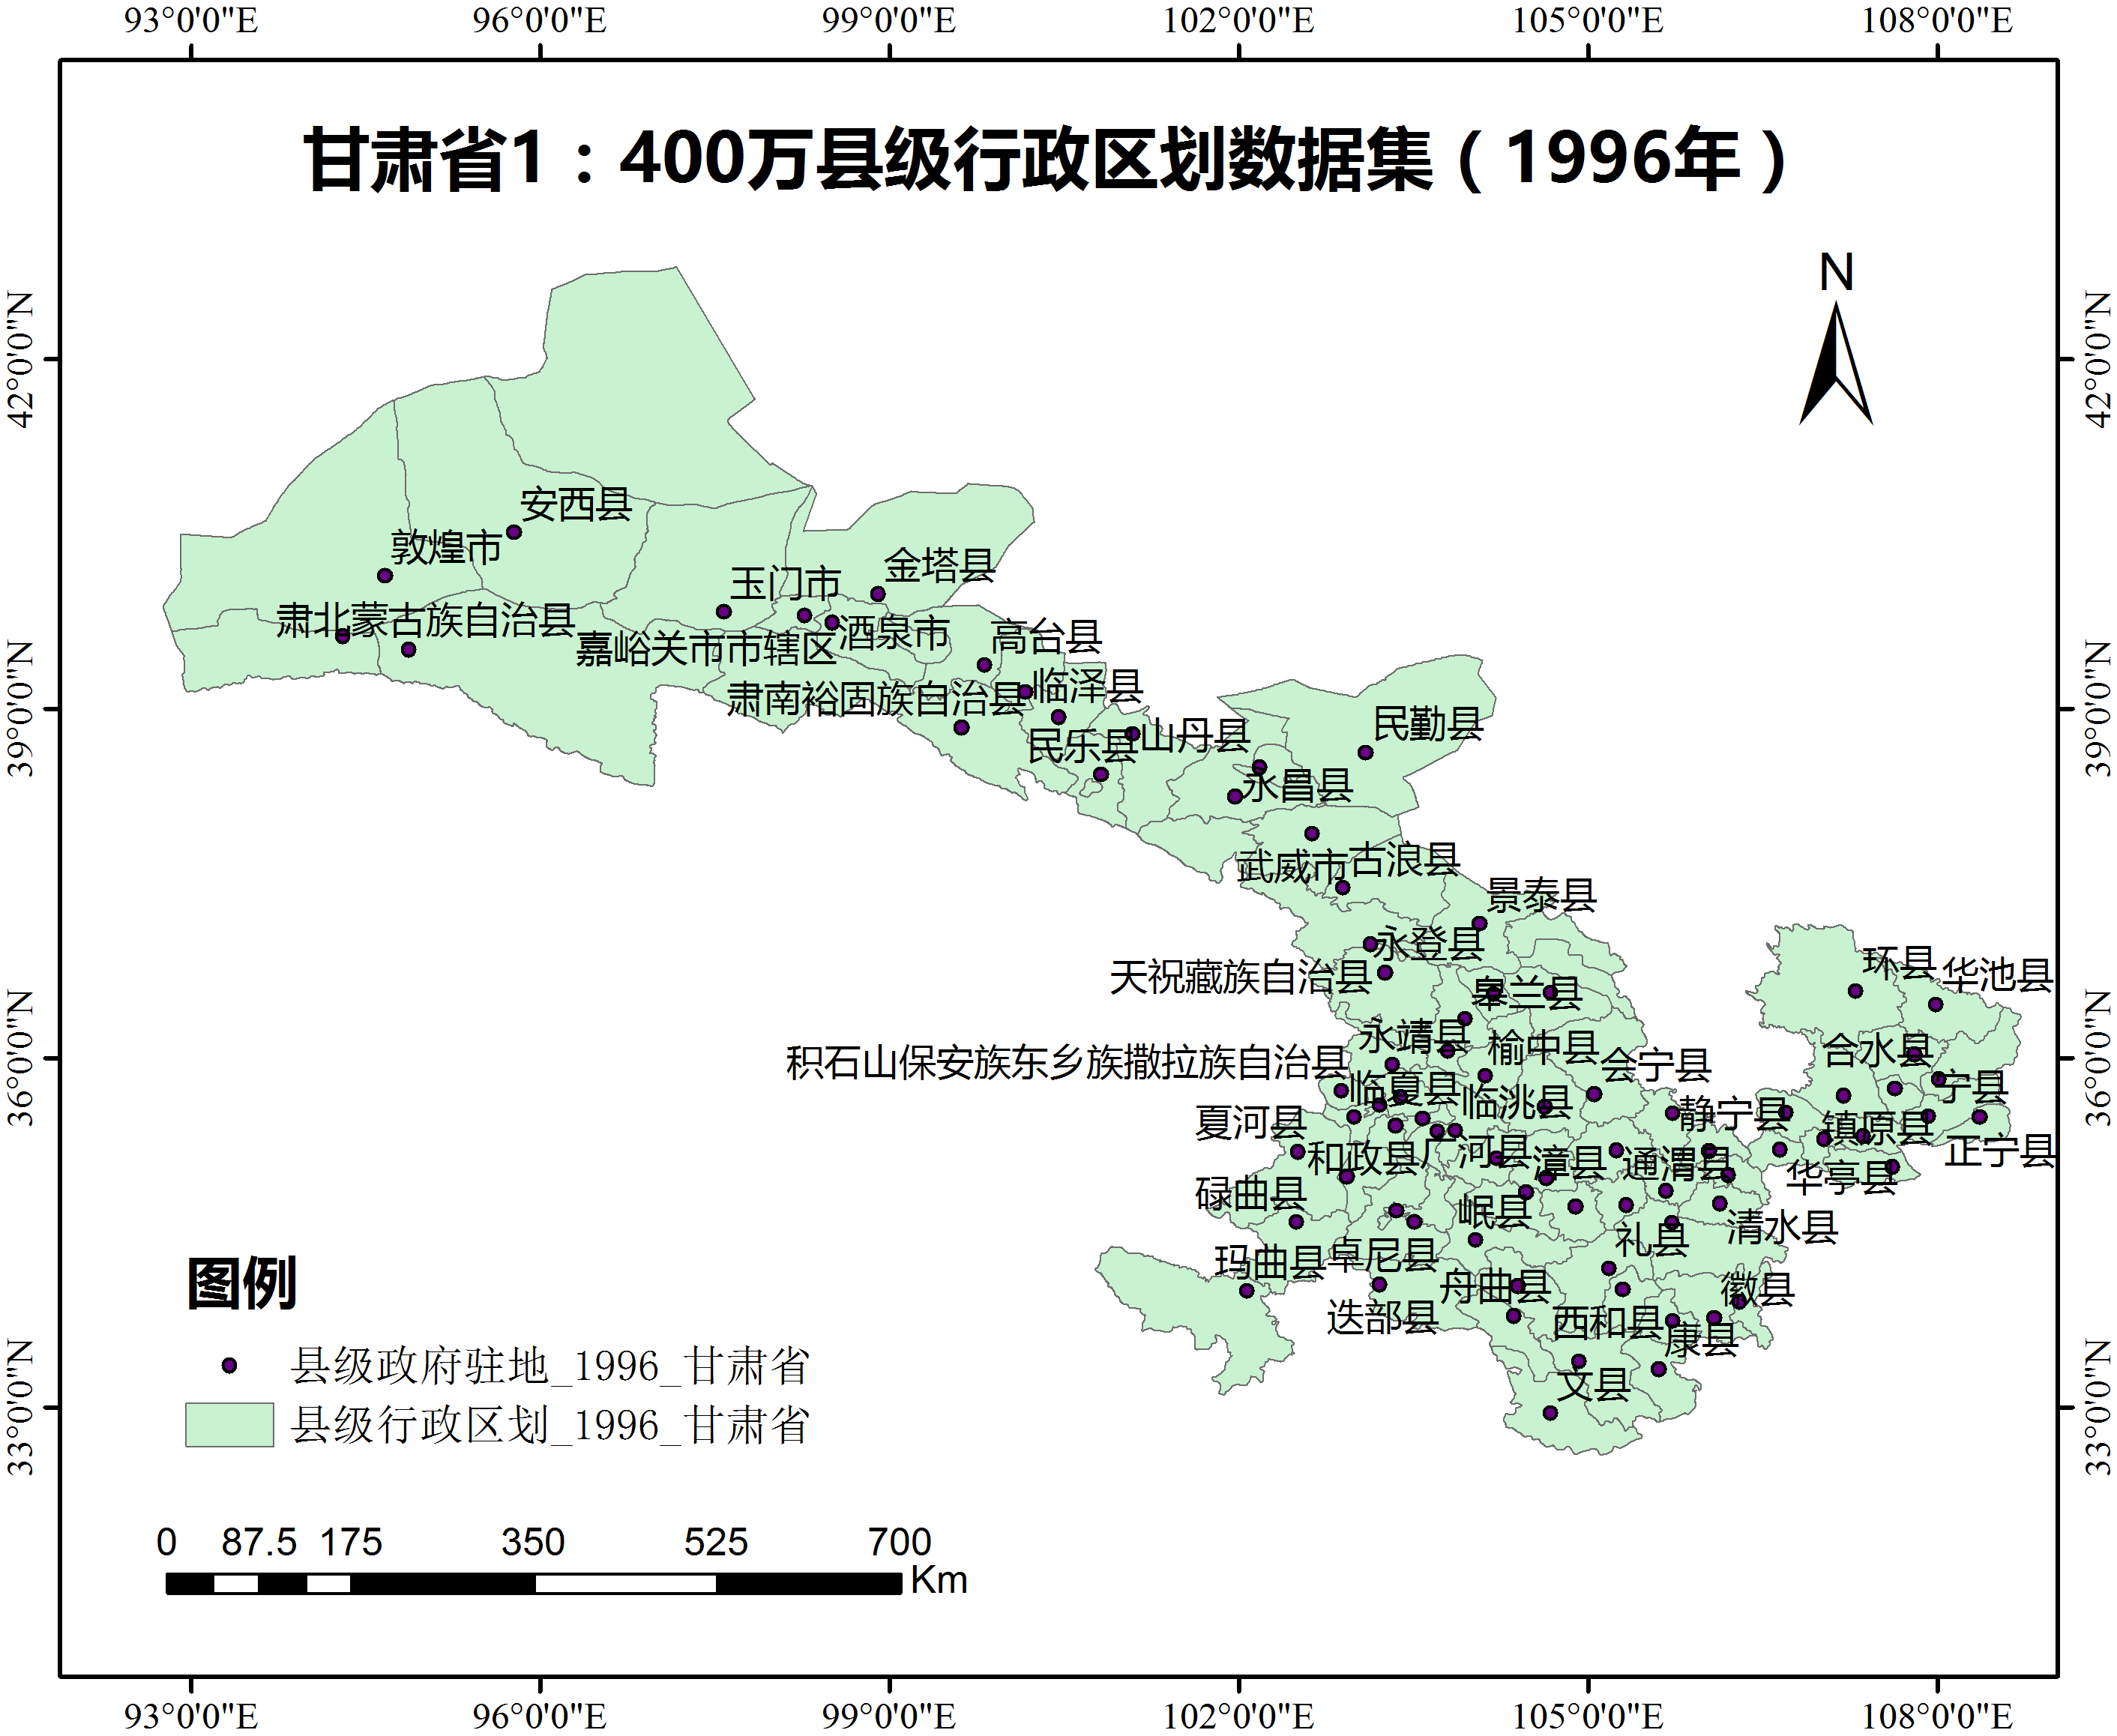 93°0'0"E 96°0'0"E 99°0'0"E 102°0'0"E 105°0'0"E 108°0'0"E
甘肃省1：400万县级行政区划数据集（1996年）
N
42°0'0"N
42°0'0"N
安西县
敦煌市
金塔县
玉门市
肃北蒙古族自治县
酒泉市
嘉峪关市市辖区
高台县
39°0'0"N
39°0'0"N
临泽县
肃南裕固族自治县
民勤县
山丹县
民乐县
永昌县
古浪县
武威市
景泰县
永登县
天祝藏族自治县
环县
华池县
皋兰县
永靖县
榆中县
合水县
36°0'0"N
36°0'0"N
积石山保安族东乡族撒拉族自治县
会宁县
临夏县
宁县
临洮县
静宁县
夏河县
镇原县
和政县
广河县
漳县
通渭县
正宁县
华亭县
碌曲县
岷县
清水县
礼县
玛曲县
卓尼县
舟曲县
徽县
迭部县
西和县
康县
文县
33°0'0"N
33°0'0"N
图例
县级政府驻地_1996_甘肃省
县级行政区划_1996_甘肃省
0 87.5 175 350 525 700
Km
93°0'0"E 96°0'0"E 99°0'0"E 102°0'0"E 105°0'0"E 108°0'0"E